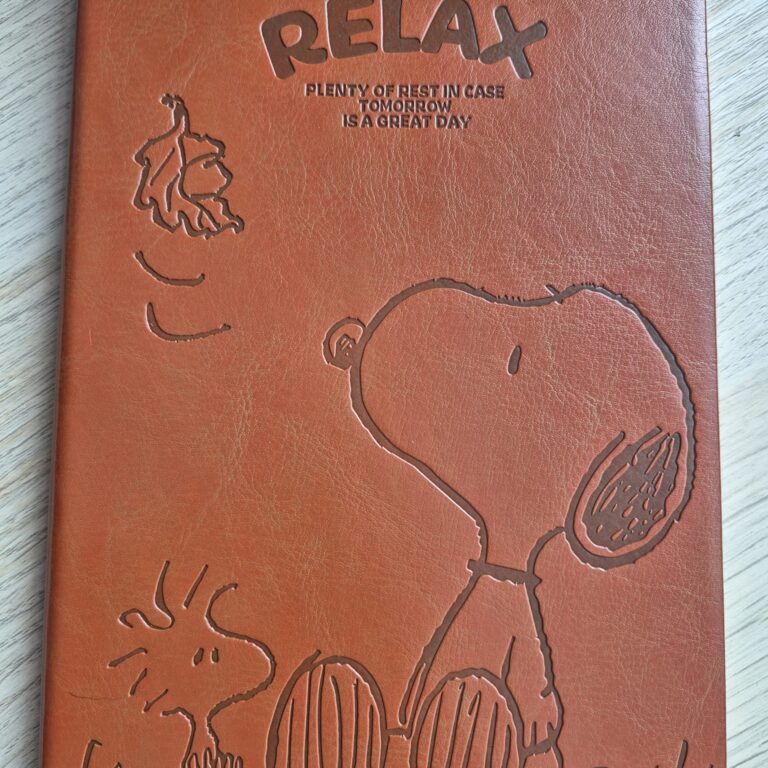 RELAX
PLENTY OF REST IN CASE
TOMORROW
IS A GREAT DAY